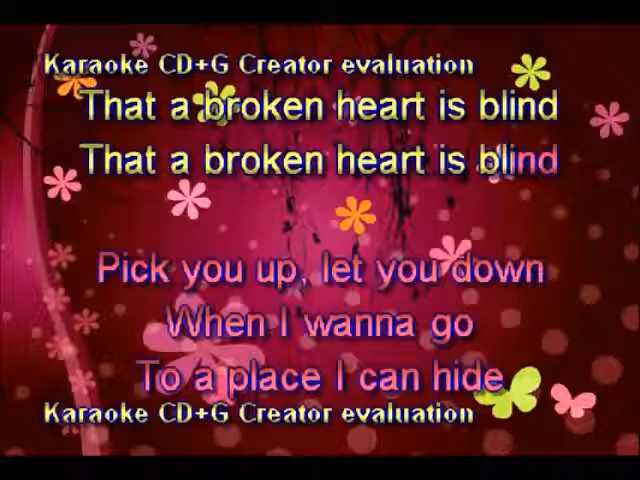 Karaoke CD+G Creator evaluation
That a broken heart is blind
That a broken heart is blind
Pick you up, let you down
When I wanna go
To a place I can hide
Karaoke CD+G Creator evaluation